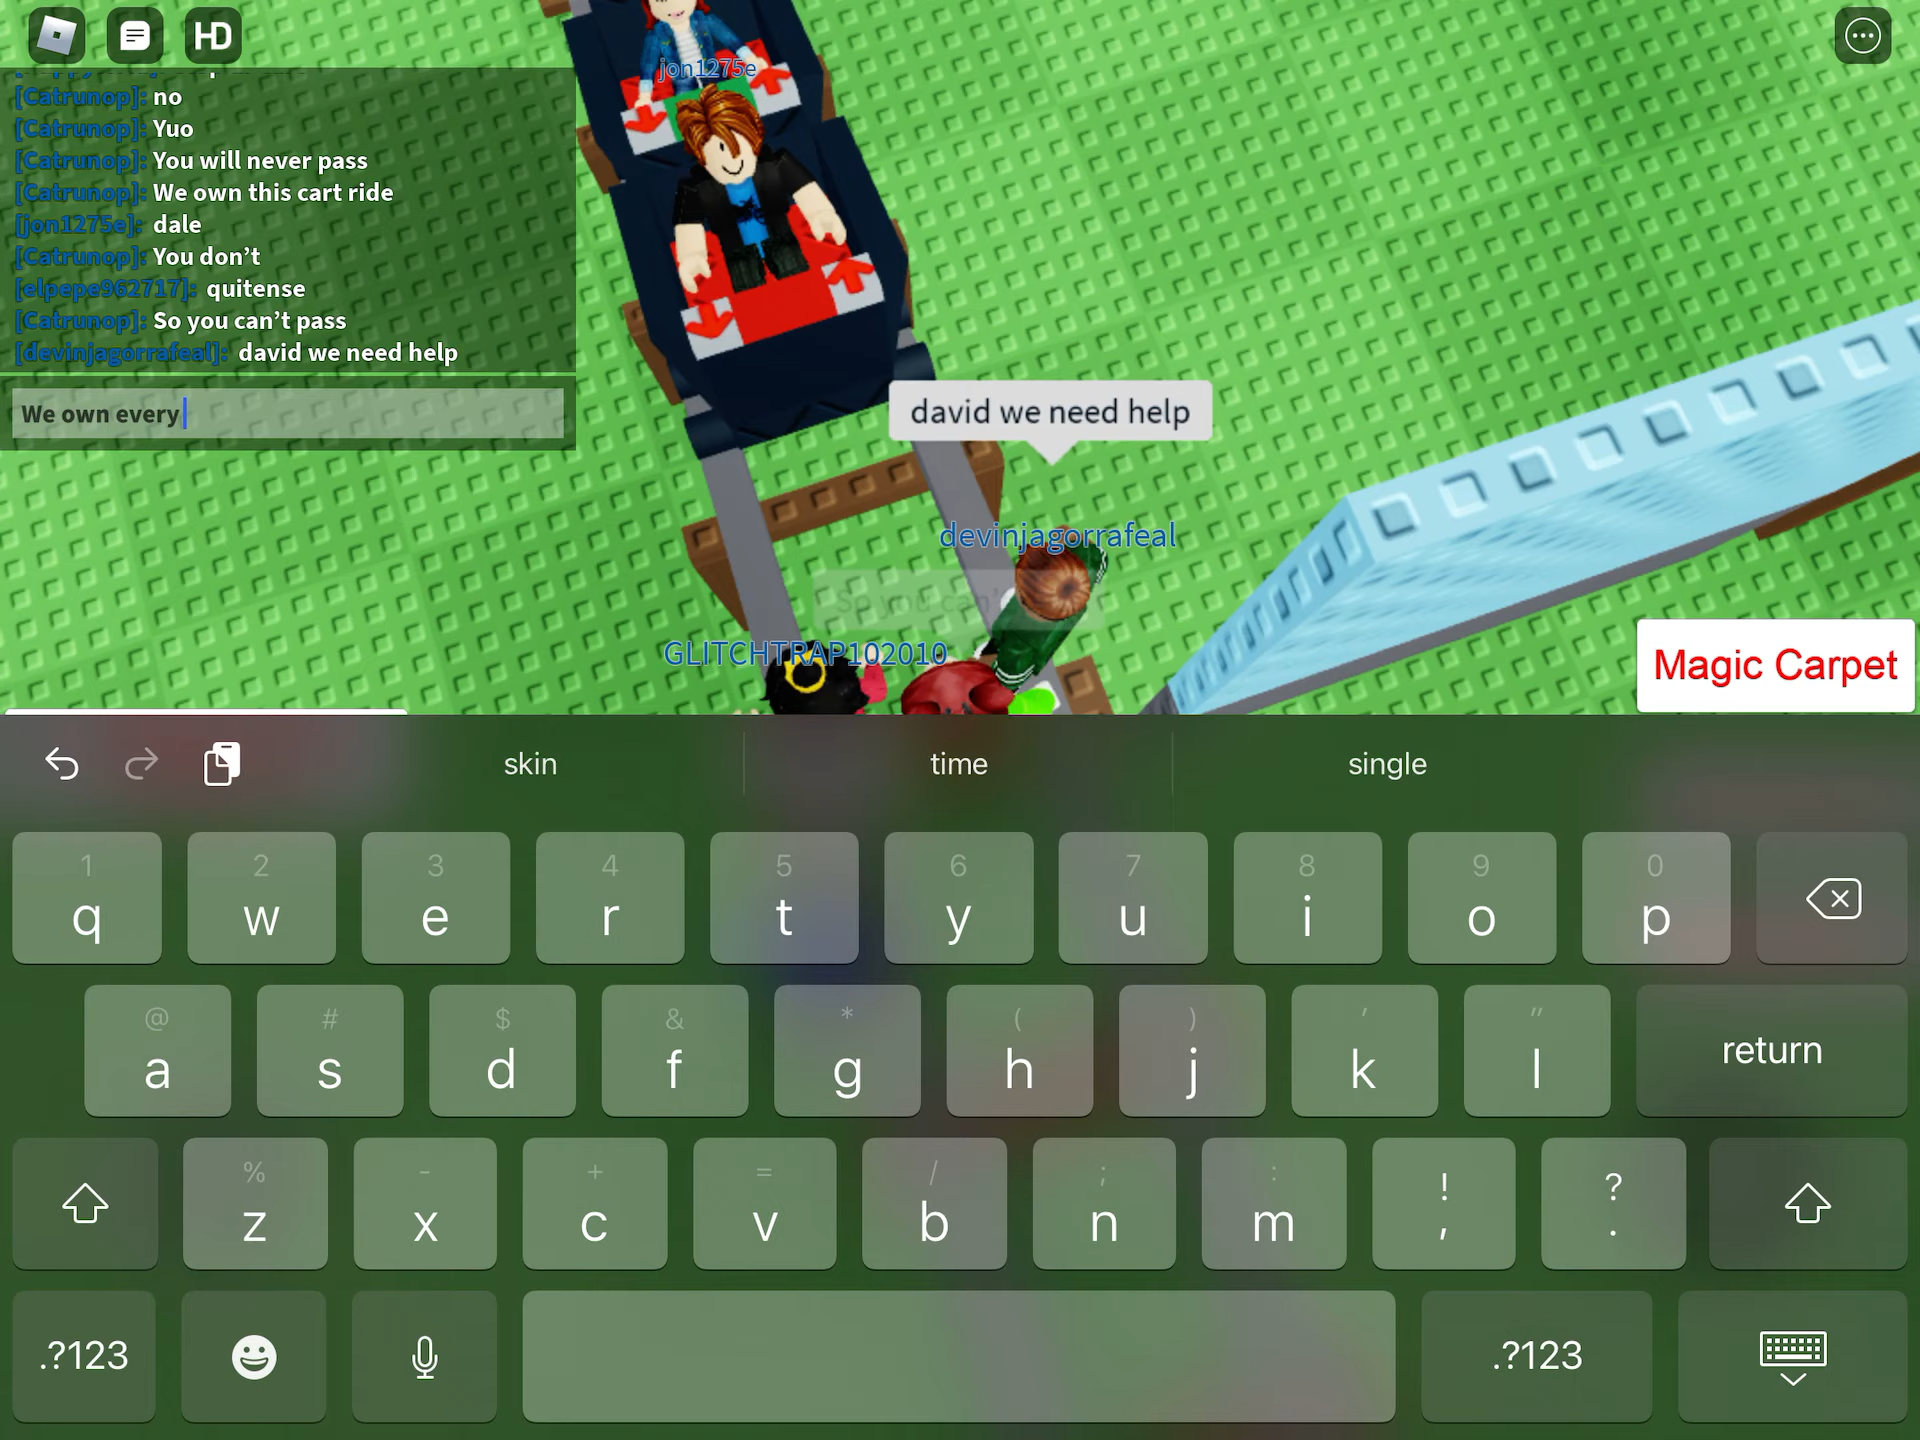 HD
[Catrunop]: no
[Catrunop]: Yuo
[Catrunop]: You will never pass
[Catrunop]: We own this cart ride
[jon1275e]: dale
[Catrunop]: You don’t
[elpepe962717]: quitense
[Catrunop]: So you can’t pass
[devinjagorrafeal]: david we need help
We own every
jon1275e
david we need help
devinjagorrafeal
So you can’
GLITCHTRAP102010
Magic Carpet
skin time single
1 2 3 4 5 6 7 8 9 0
q w e r t y u i o p
@ # $ & * ( ) ’ ”
a s d f g h j k l return
% - + = / ; : ! ?
z x c v b n m , .
.?123 .?123